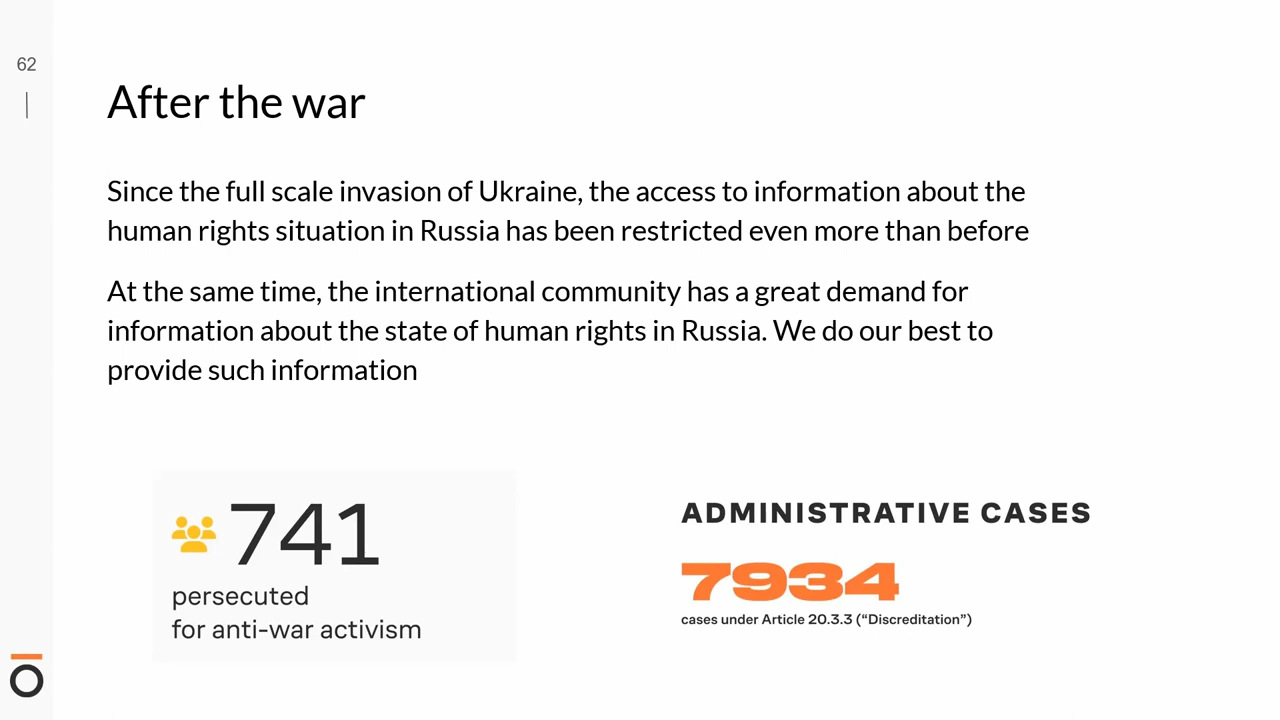 62
After the war
Since the full scale invasion of Ukraine, the access to information about the
human rights situation in Russia has been restricted even more than before
At the same time, the international community has a great demand for
information about the state of human rights in Russia. We do our best to
provide such information
741
persecuted
for anti-war activism
ADMINISTRATIVE CASES
7934
cases under Article 20.3.3 (“Discreditation”)